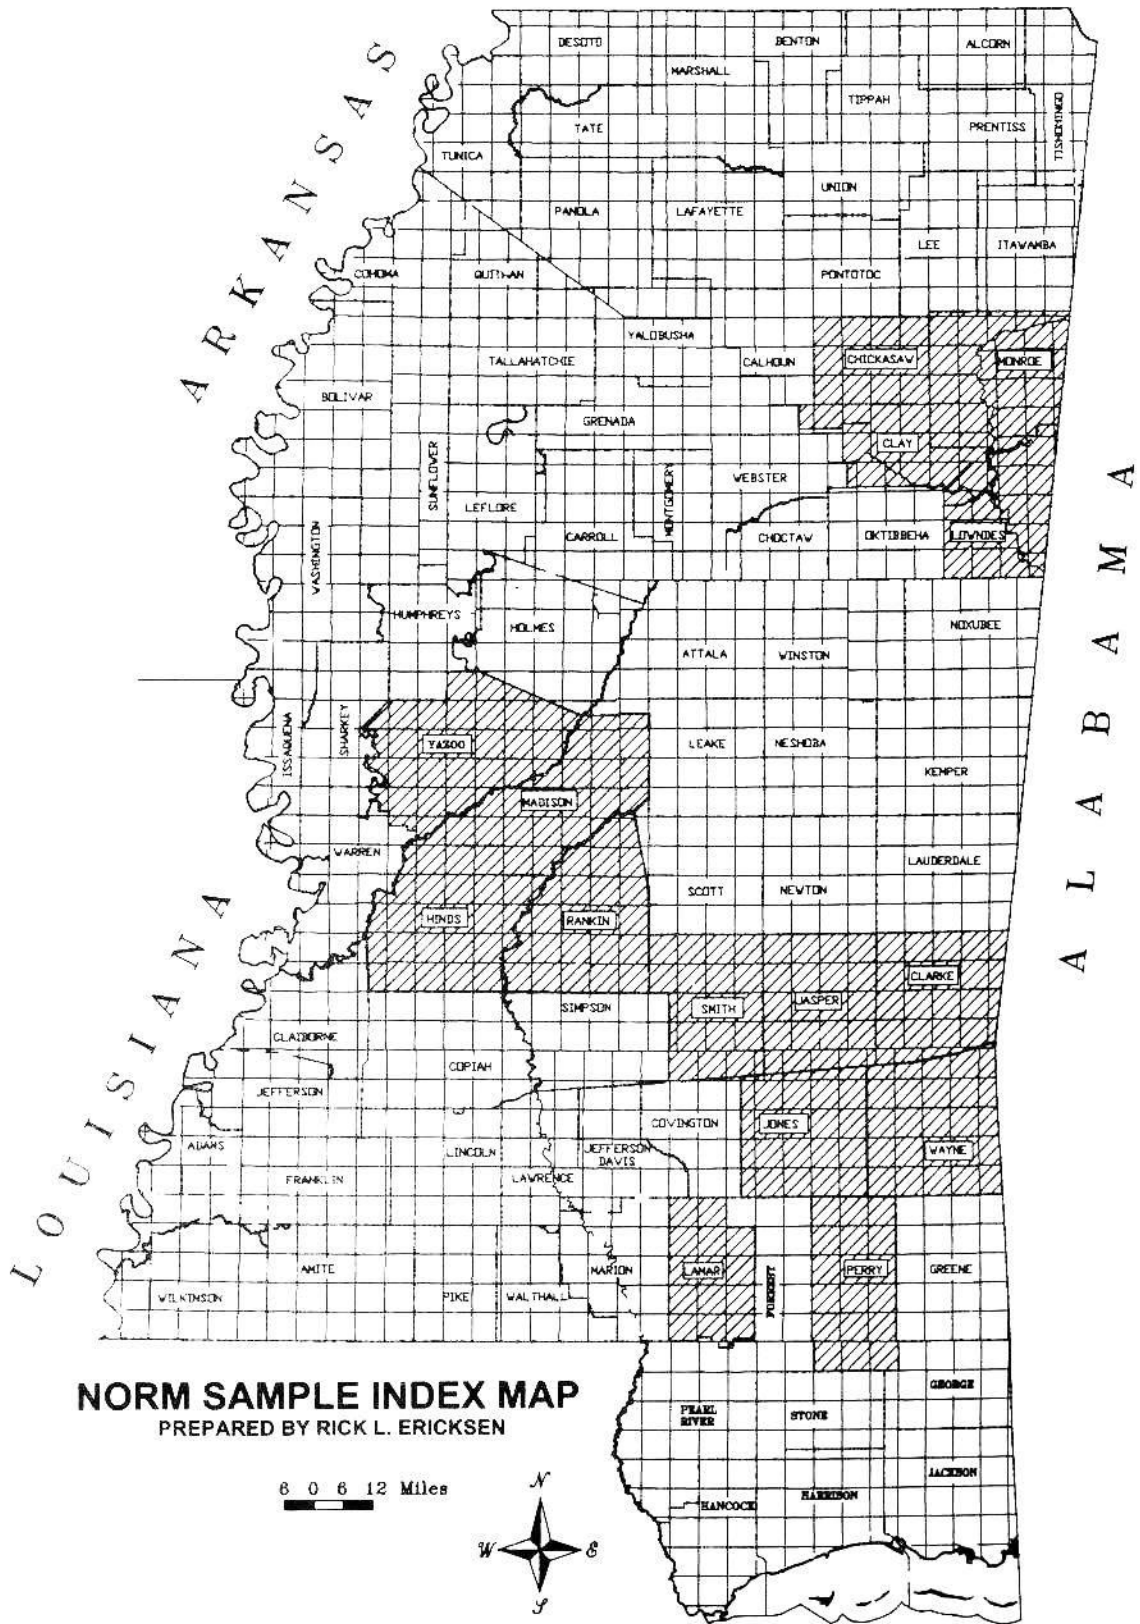 DESOTO
BENTON
ALCORN
MARSHALL
TIPPAH
TATE
PRENTISS
TISHOMINGO
TUNICA
UNION
PANOLA
LAFAYETTE
LEE
ITAWAMBA
COHOMA
QUITMAN
PONTOTOC
YALOBUSHA
TALLAHATCHIE
CALHOUN
CHICKASAW
MONROE
BOLIVAR
GRENADA
CLAY
SUNFLOWER
WEBSTER
MONTGOMERY
LEFLORE
CARROLL
CHOCTAW
OKTIBBEHA
LOWNDES
WASHINGTON
HUMPHREYS
HOLMES
NOXUBEE
ATTALA
WINSTON
ISSAQUENA
SHARKEY
YAZOO
LEAKE
NESHOBA
KEMPER
MADISON
WARREN
LAUDERDALE
SCOTT
NEWTON
HINDS
RANKIN
CLARKE
SIMPSON
SMITH
JASPER
CLAIBORNE
COPIAH
JEFFERSON
COVINGTON
JONES
ADAMS
LINCOLN
JEFFERSON
DAVIS
WAYNE
FRANKLIN
LAWRENCE
AMITE
MARION
LAMAR
FORREST
PERRY
GREENE
WILKINSON
PIKE
WALTHALL
GEORGE
PEARL
RIVER
STONE
JACKSON
HANCOCK
HARRISON
ARKANSAS
LOUISIANA
ALABAMA
NORM SAMPLE INDEX MAP
PREPARED BY RICK L. ERICKSEN
6 0 6 12 Miles
N
W E
S